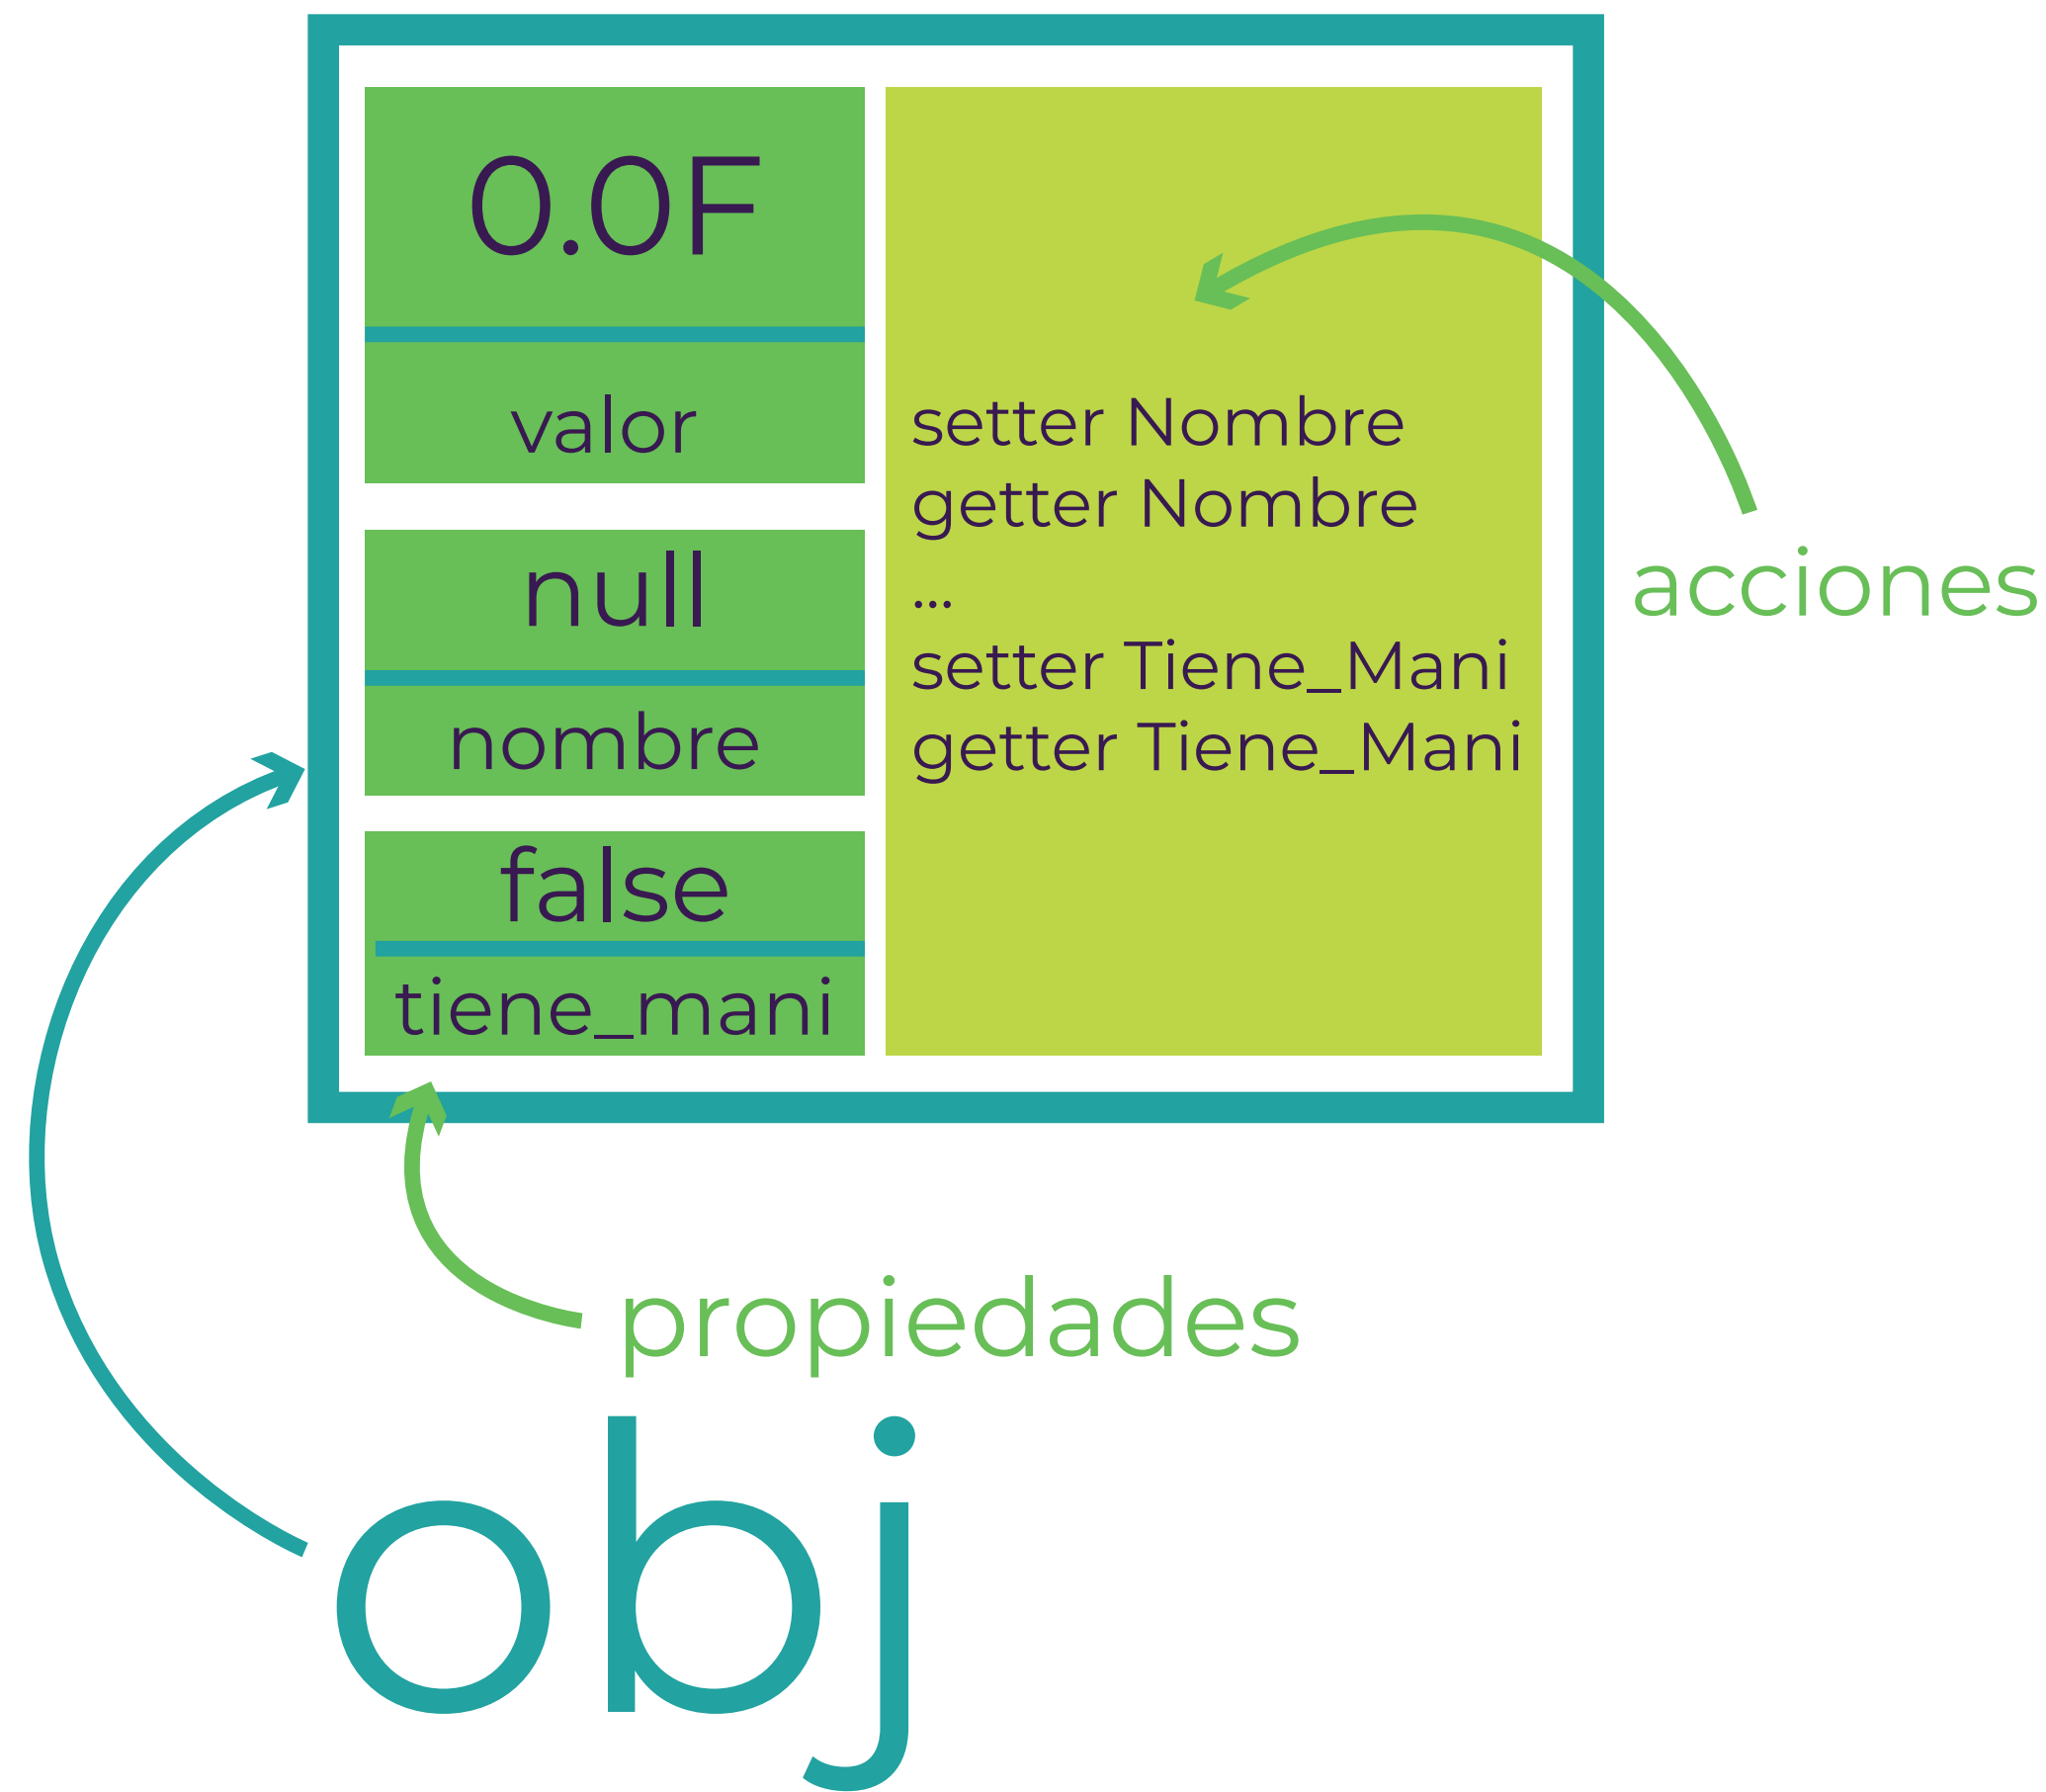 0.0F
valor
null
nombre
false
tiene_mani
setter Nombre
getter Nombre
...
setter Tiene_Mani
getter Tiene_Mani
acciones
propiedades
obj